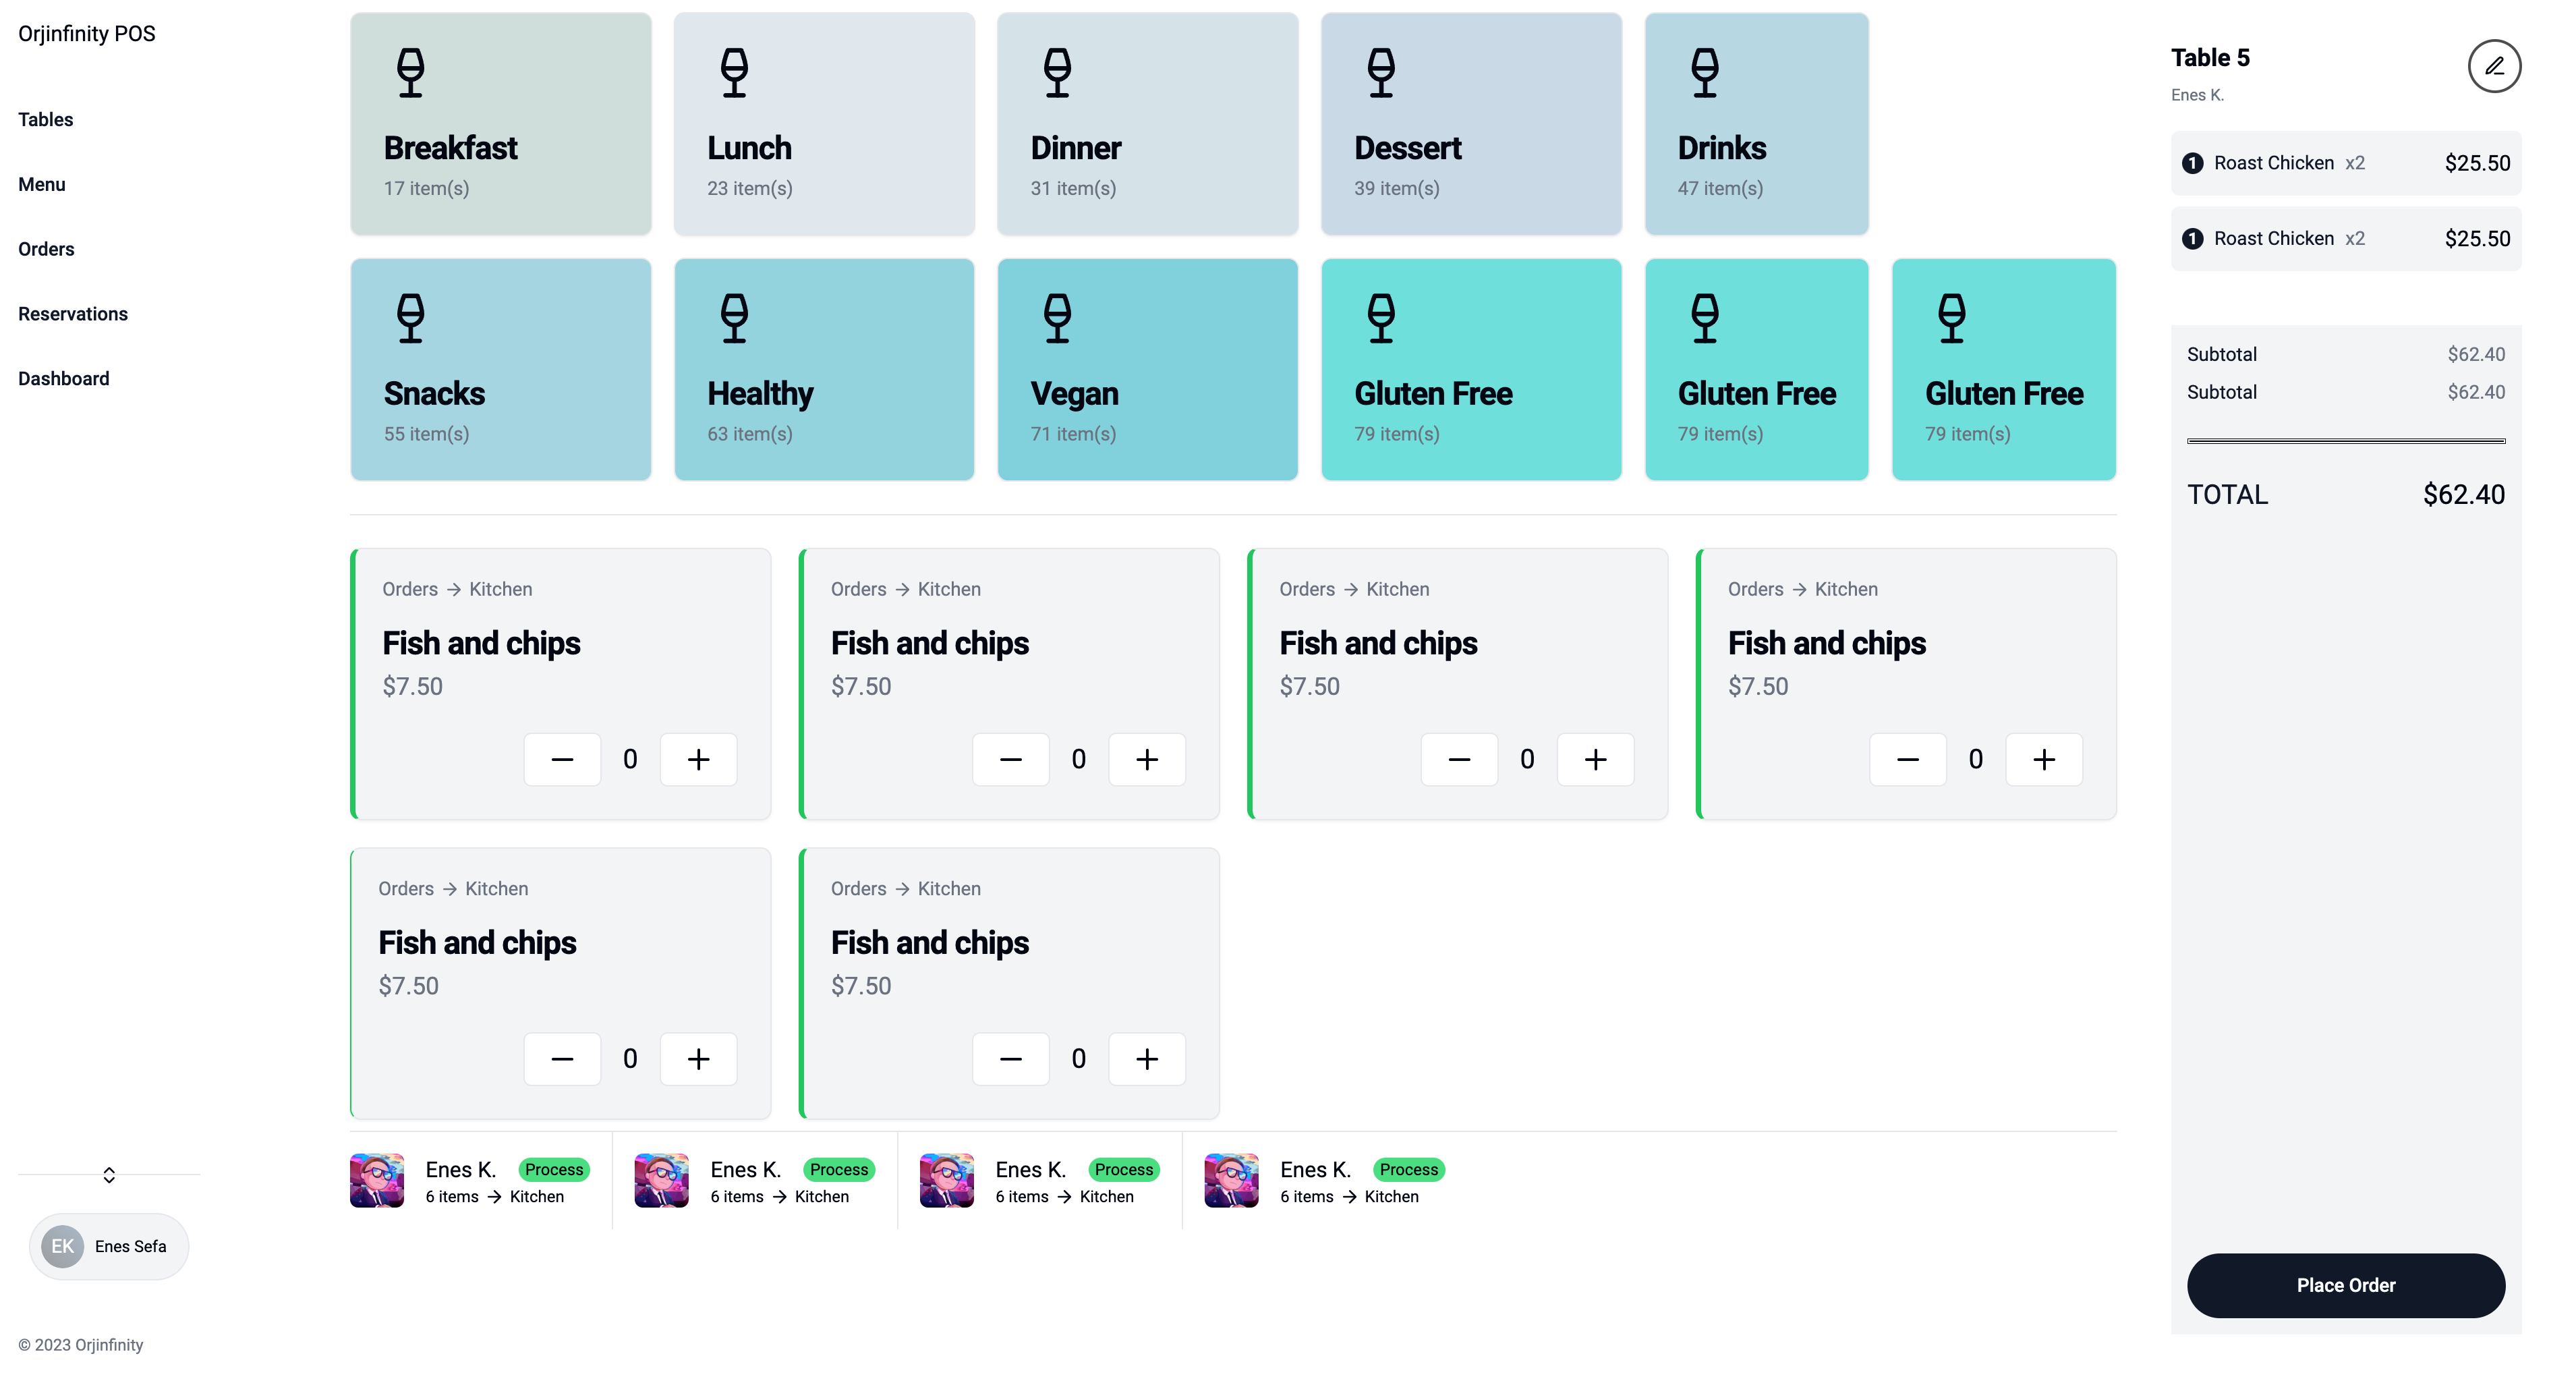 Orjinfinity POS
Tables
Menu
Orders
Reservations
Dashboard
EK
Enes Sefa
© 2023 Orjinfinity
Breakfast
17 item(s)
Lunch
23 item(s)
Dinner
31 item(s)
Dessert
39 item(s)
Drinks
47 item(s)
Snacks
55 item(s)
Healthy
63 item(s)
Vegan
71 item(s)
Gluten Free
79 item(s)
Gluten Free
79 item(s)
Gluten Free
79 item(s)
Orders → Kitchen
Fish and chips
$7.50
0
Orders → Kitchen
Fish and chips
$7.50
0
Orders → Kitchen
Fish and chips
$7.50
0
Orders → Kitchen
Fish and chips
$7.50
0
Orders → Kitchen
Fish and chips
$7.50
0
Orders → Kitchen
Fish and chips
$7.50
0
Enes K. Process
6 items → Kitchen
Enes K. Process
6 items → Kitchen
Enes K. Process
6 items → Kitchen
Enes K. Process
6 items → Kitchen
Table 5
Enes K.
1 Roast Chicken x2 $25.50
1 Roast Chicken x2 $25.50
Subtotal $62.40
Subtotal $62.40
TOTAL $62.40
Place Order